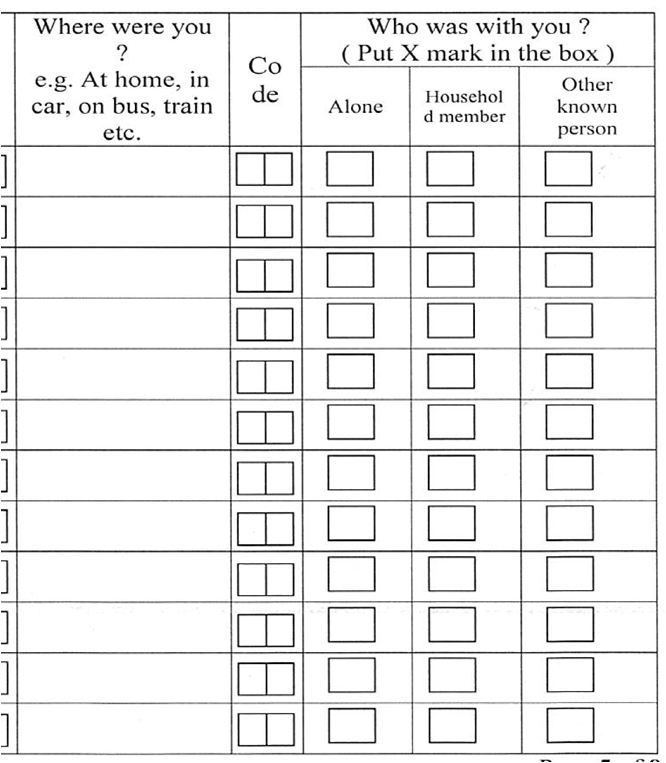 Where were you
?
e.g. At home, in
car, on bus, train
etc.
Co
de
Who was with you ?
( Put X mark in the box )
Alone
Househol
d member
Other
known
person